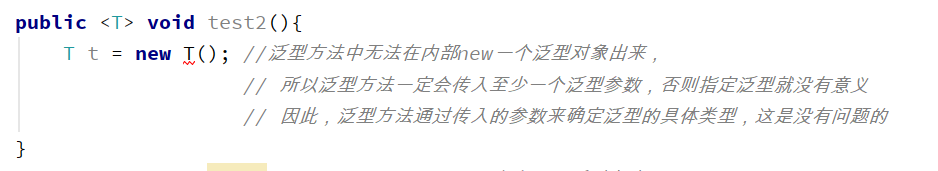 public <T> void test2(){
T t = new T(); //泛型方法中无法在内部new一个泛型对象出来，
// 所以泛型方法一定会传入至少一个泛型参数，否则指定泛型就没有意义
// 因此，泛型方法通过传入的参数来确定泛型的具体类型，这是没有问题的
}